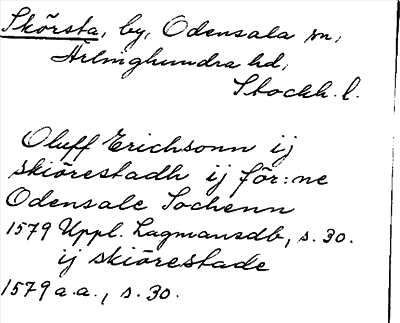 Skörsta, by, Odensala sn,
Ärlinghundra hd,
Stockh. l.
Oluff Erichsonn ij
skiörestadh ij för:ne
Odensale Sochenn
1579 Uppl. Lagmansdb, s. 30.
ij skiörestade
1579 a.a., s. 30.